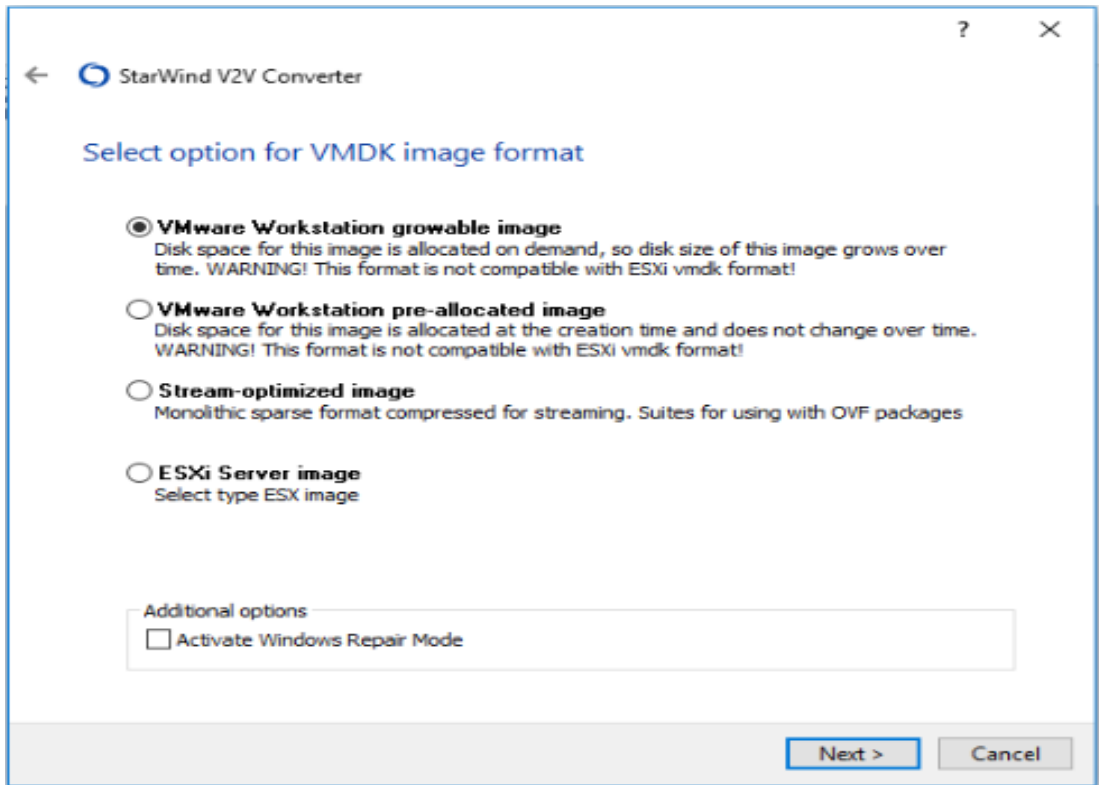 ?
StarWind V2V Converter
Select option for VMDK image format
VMware Workstation growable image
Disk space for this image is allocated on demand, so disk size of this image grows over
time. WARNING! This format is not compatible with ESXi vmdk format!
VMware Workstation pre-allocated image
Disk space for this image is allocated at the creation time and does not change over time.
WARNING! This format is not compatible with ESXi vmdk format!
Stream-optimized image
Monolithic sparse format compressed for streaming. Suites for using with OVF packages
ESXi Server image
Select type ESX image
Additional options
Activate Windows Repair Mode
Next >
Cancel